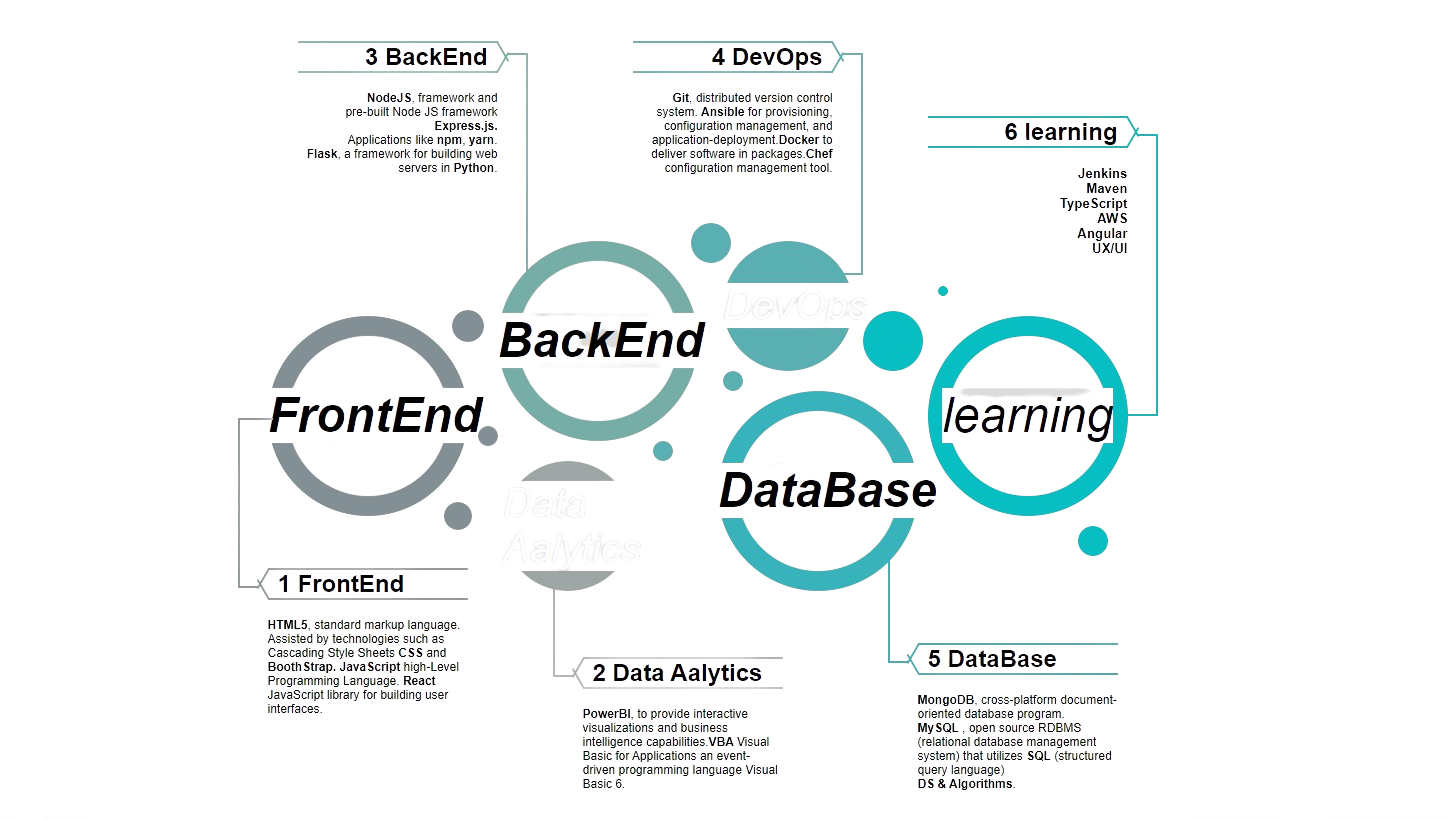 3 BackEnd
NodeJS, framework and
pre-built Node JS framework
Express.js.
Applications like npm, yarn.
Flask, a framework for building web
servers in Python.
4 DevOps
Git, distributed version control
system. Ansible for provisioning,
configuration management, and
application-deployment.Docker to
deliver software in packages.Chef
configuration management tool.
6 learning
Jenkins
Maven
TypeScript
AWS
Angular
UX/UI
FrontEnd
BackEnd
DevOps
Data
Aalytics
DataBase
learning
1 FrontEnd
HTML5, standard markup language.
Assisted by technologies such as
Cascading Style Sheets CSS and
BoothStrap. JavaScript high-Level
Programming Language. React
JavaScript library for building user
interfaces.
2 Data Aalytics
PowerBI, to provide interactive
visualizations and business
intelligence capabilities.VBA Visual
Basic for Applications an event-
driven programming language Visual
Basic 6.
5 DataBase
MongoDB, cross-platform document-
oriented database program.
MySQL , open source RDBMS
(relational database management
system) that utilizes SQL (structured
query language)
DS & Algorithms.